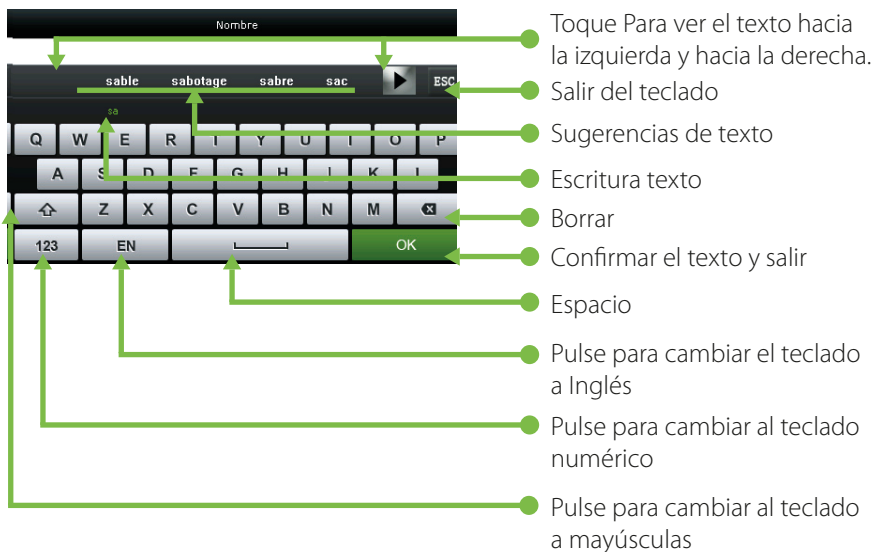 Nombre
sable sabotage sabre sac ESC
sa
Q W E R T Y U I O P
A S D F G H J K L
Z X C V B N M
123 EN OK
Toque Para ver el texto hacia
la izquierda y hacia la derecha.
Salir del teclado
Sugerencias de texto
Escritura texto
Borrar
Confirmar el texto y salir
Espacio
Pulse para cambiar el teclado
a Inglés
Pulse para cambiar al teclado
numérico
Pulse para cambiar al teclado
a mayúsculas